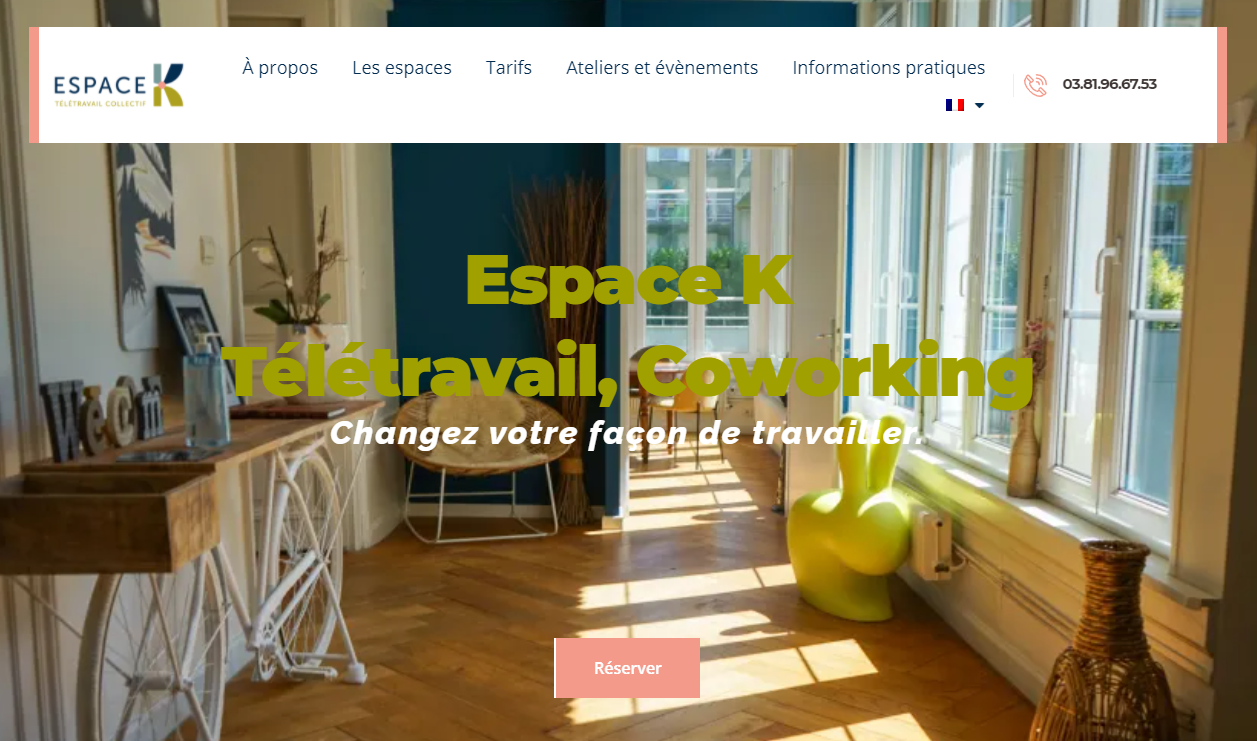 ESPACE K
TÉLÉTRAVAIL COLLECTIF
À propos
Les espaces
Tarifs
Ateliers et évènements
Informations pratiques
03.81.96.67.53
Espace K
Télétravail, Coworking
Changez votre façon de travailler.
Réserver